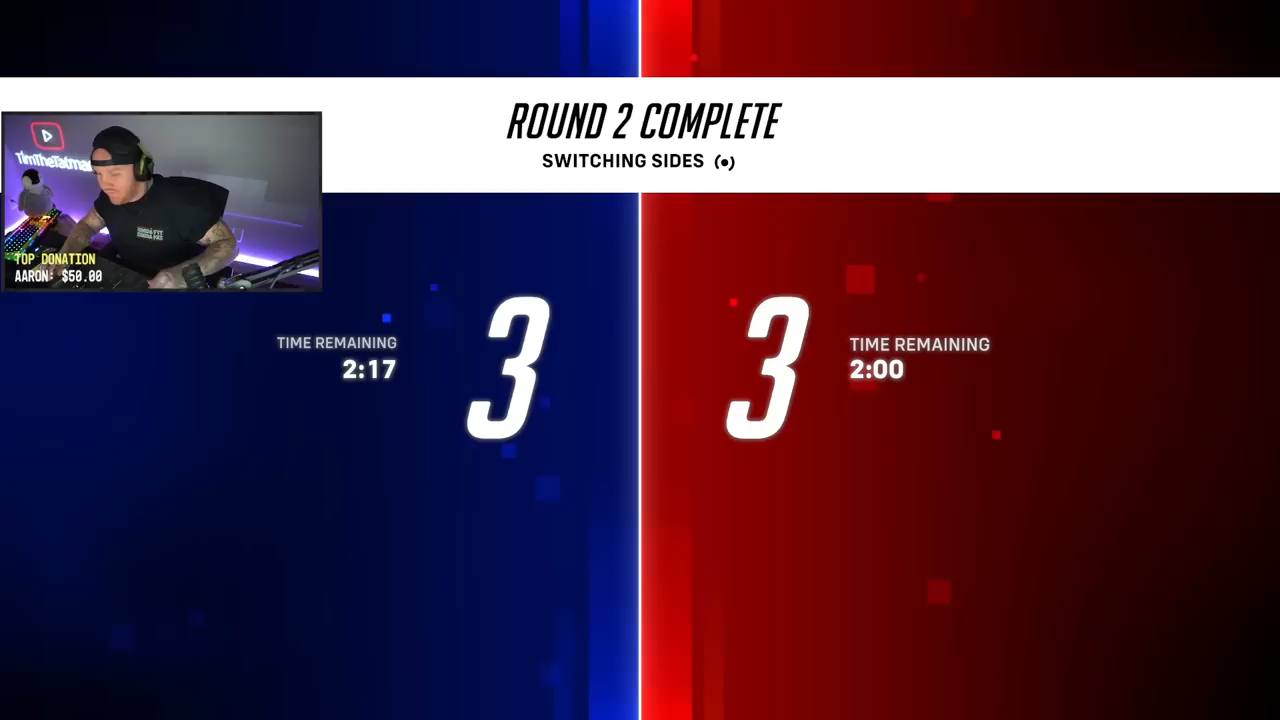 ROUND 2 COMPLETE
SWITCHING SIDES
TimTheTatma
TOP DONATION
AARON: $50.00
TIME REMAINING
2:17
3
3
TIME REMAINING
2:00